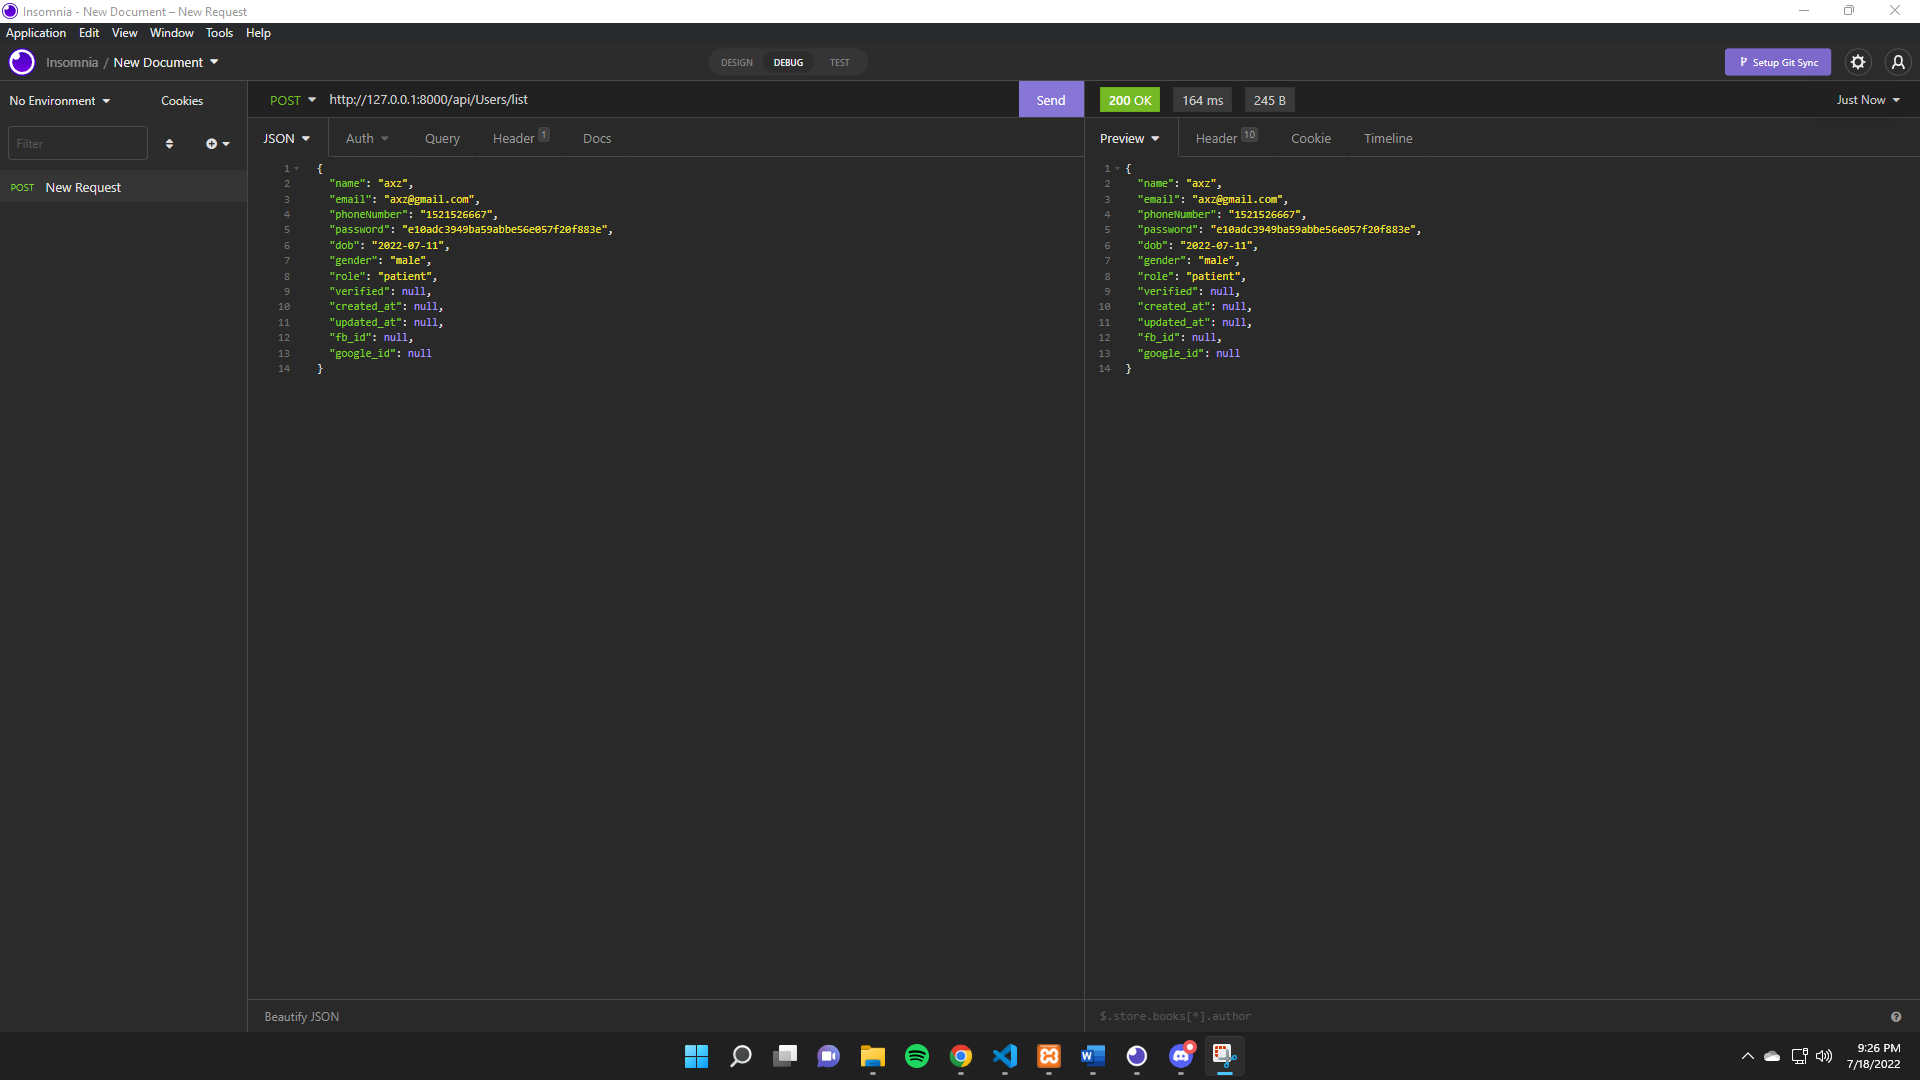 Insomnia - New Document – New Request
Application Edit View Window Tools Help
Insomnia / New Document
DESIGN DEBUG TEST
Setup Git Sync
No Environment Cookies
POST http://127.0.0.1:8000/api/Users/list Send
200 OK 164 ms 245 B Just Now
Filter
JSON Auth Query Header 1 Docs
Preview Header 10 Cookie Timeline
POST New Request
1 {
2 "name": "axz",
3 "email": "axz@gmail.com",
4 "phoneNumber": "1521526667",
5 "password": "e10adc3949ba59abbe56e057f20f883e",
6 "dob": "2022-07-11",
7 "gender": "male",
8 "role": "patient",
9 "verified": null,
10 "created_at": null,
11 "updated_at": null,
12 "fb_id": null,
13 "google_id": null
14 }
1 {
2 "name": "axz",
3 "email": "axz@gmail.com",
4 "phoneNumber": "1521526667",
5 "password": "e10adc3949ba59abbe56e057f20f883e",
6 "dob": "2022-07-11",
7 "gender": "male",
8 "role": "patient",
9 "verified": null,
10 "created_at": null,
11 "updated_at": null,
12 "fb_id": null,
13 "google_id": null
14 }
Beautify JSON
$.store.books[*].author
9:26 PM
7/18/2022